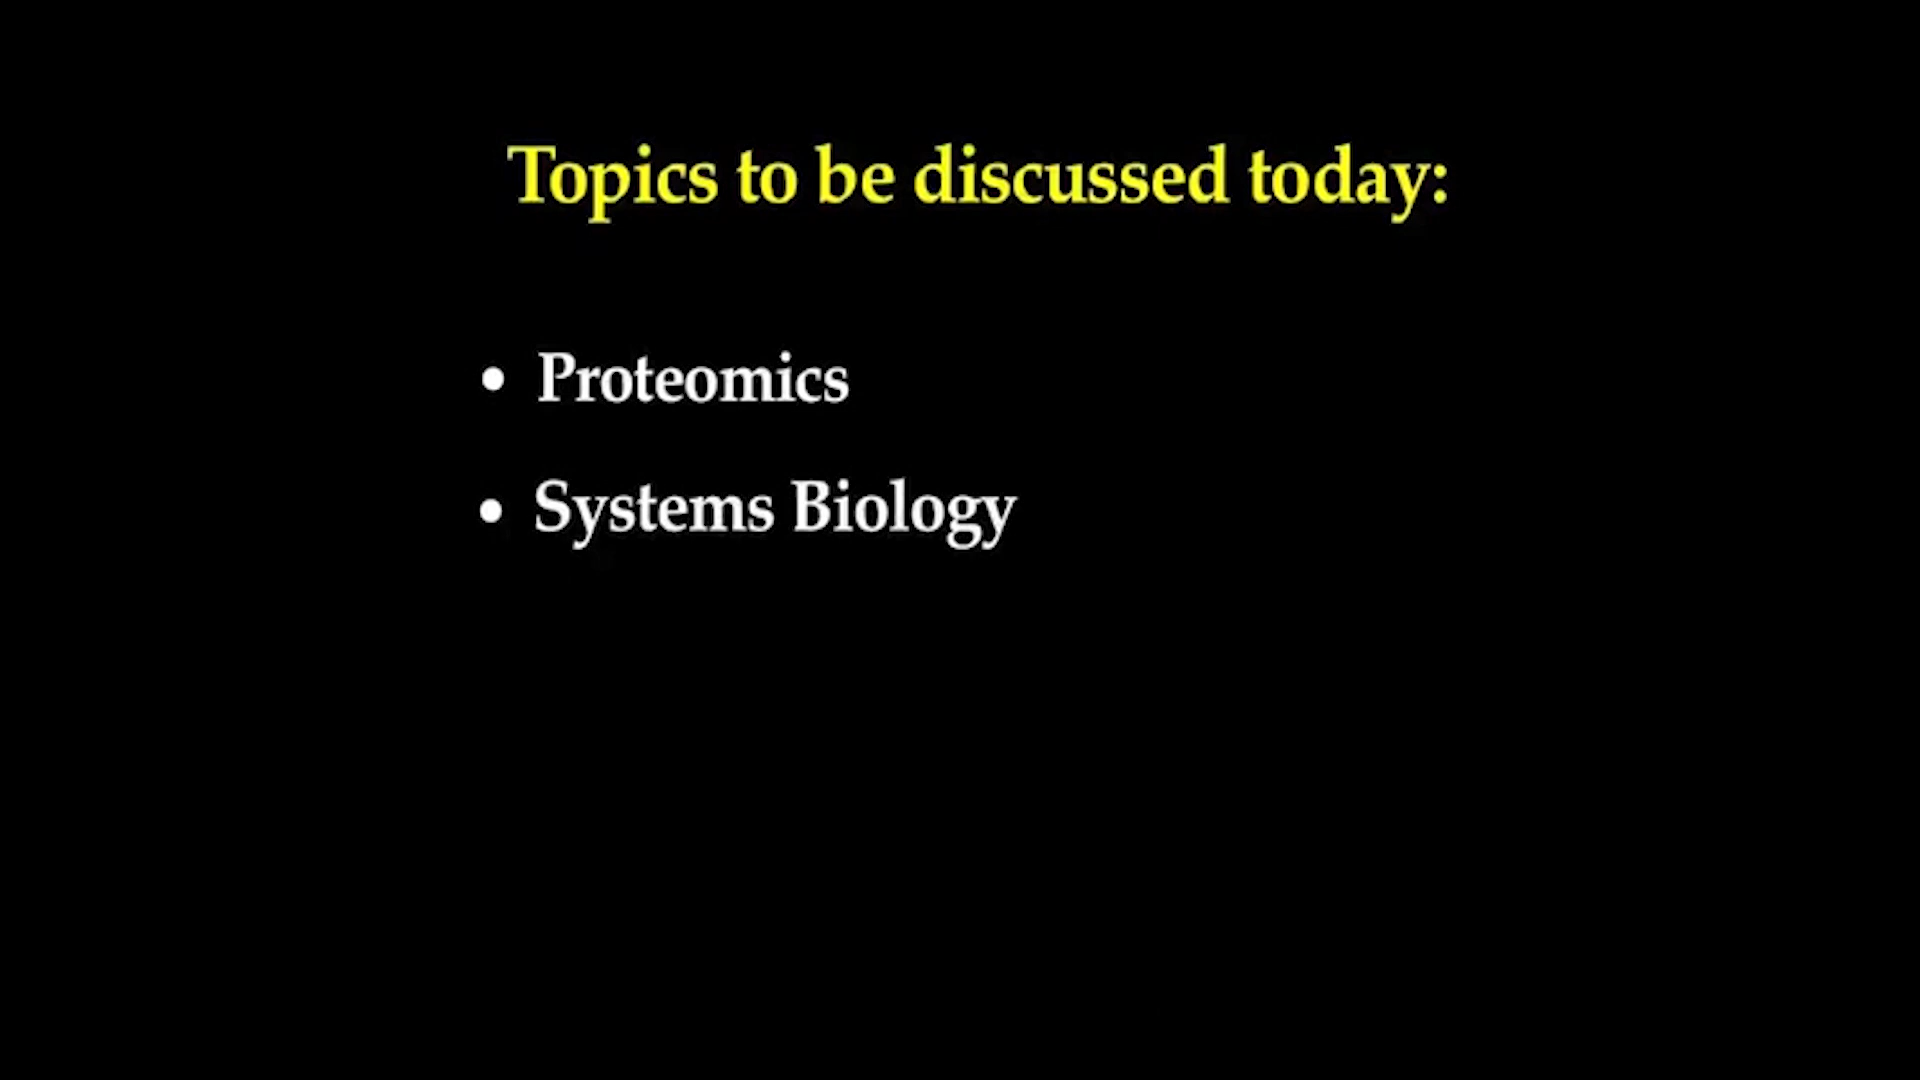 Topics to be discussed today:
• Proteomics
• Systems Biology